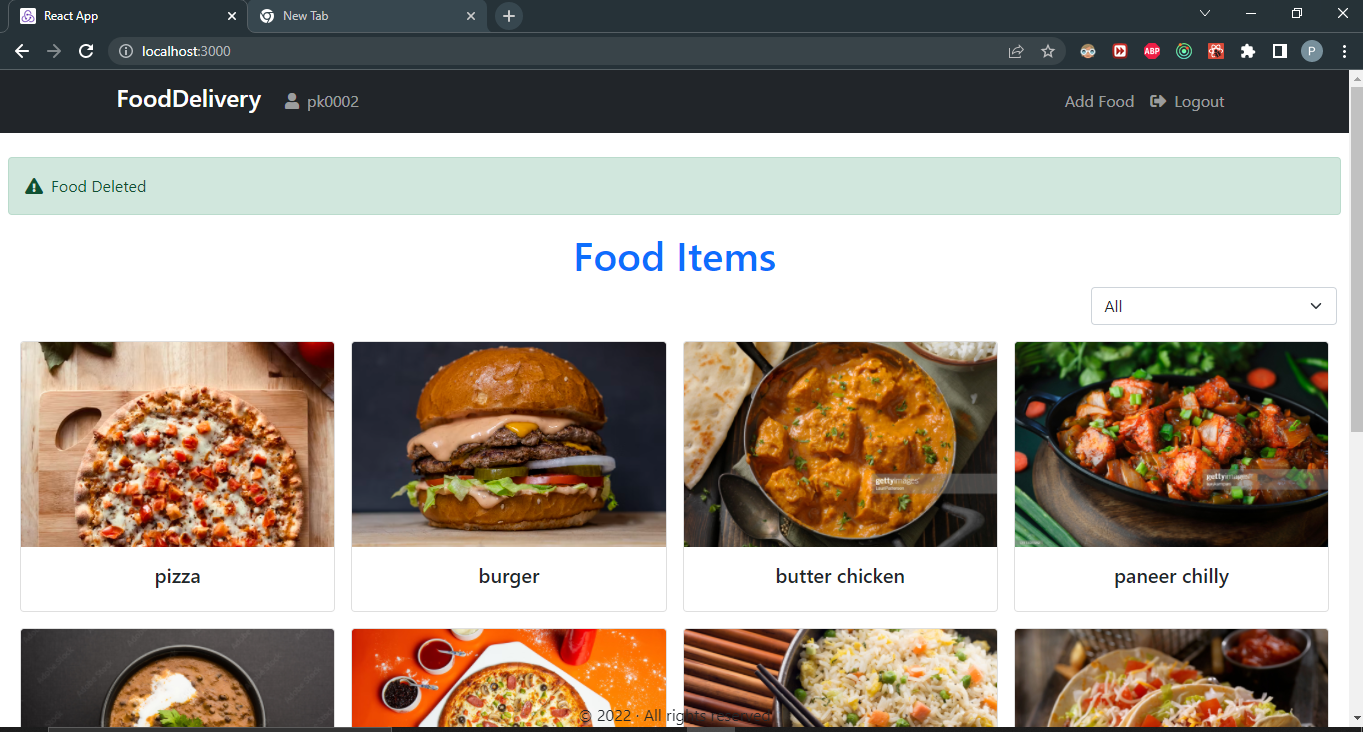 React App
New Tab
localhost:3000
ABP
P
FoodDelivery
pk0002
Add Food
Logout
Food Deleted
Food Items
All
gettyimages
gettyimages
pizza
burger
butter chicken
paneer chilly
© 2022 · All rights reserved